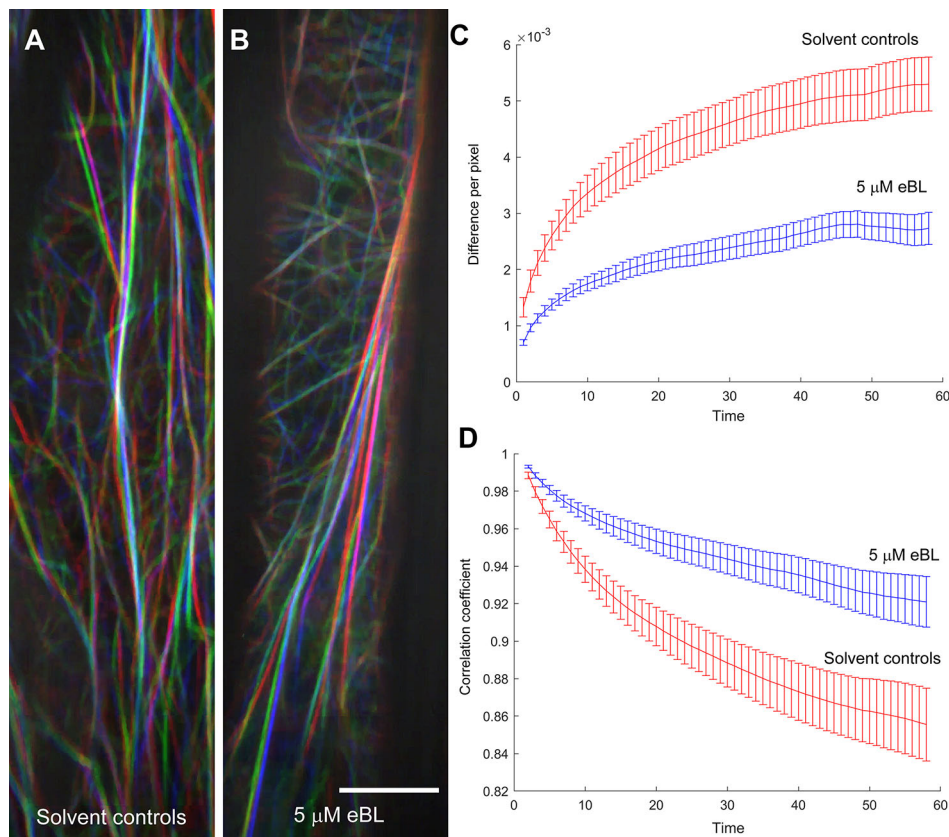 A
Solvent controls
B
5 μM eBL
C
×10⁻³
6
5
4
3
2
1
0
Difference per pixel
Solvent controls
5 μM eBL
0 10 20 30 40 50 60
Time
D
1
0.98
0.96
0.94
0.92
0.9
0.88
0.86
0.84
0.82
Correlation coefficient
5 μM eBL
Solvent controls
0 10 20 30 40 50 60
Time